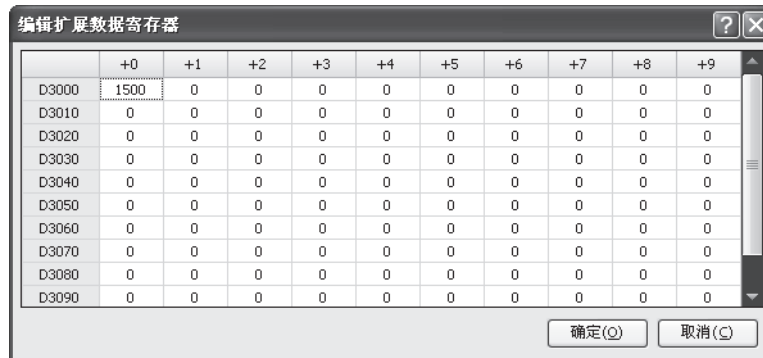 编辑扩展数据寄存器
+0 +1 +2 +3 +4 +5 +6 +7 +8 +9
D3000 1500 0 0 0 0 0 0 0 0 0
D3010 0 0 0 0 0 0 0 0 0 0
D3020 0 0 0 0 0 0 0 0 0 0
D3030 0 0 0 0 0 0 0 0 0 0
D3040 0 0 0 0 0 0 0 0 0 0
D3050 0 0 0 0 0 0 0 0 0 0
D3060 0 0 0 0 0 0 0 0 0 0
D3070 0 0 0 0 0 0 0 0 0 0
D3080 0 0 0 0 0 0 0 0 0 0
D3090 0 0 0 0 0 0 0 0 0 0
确定(O) 取消(C)